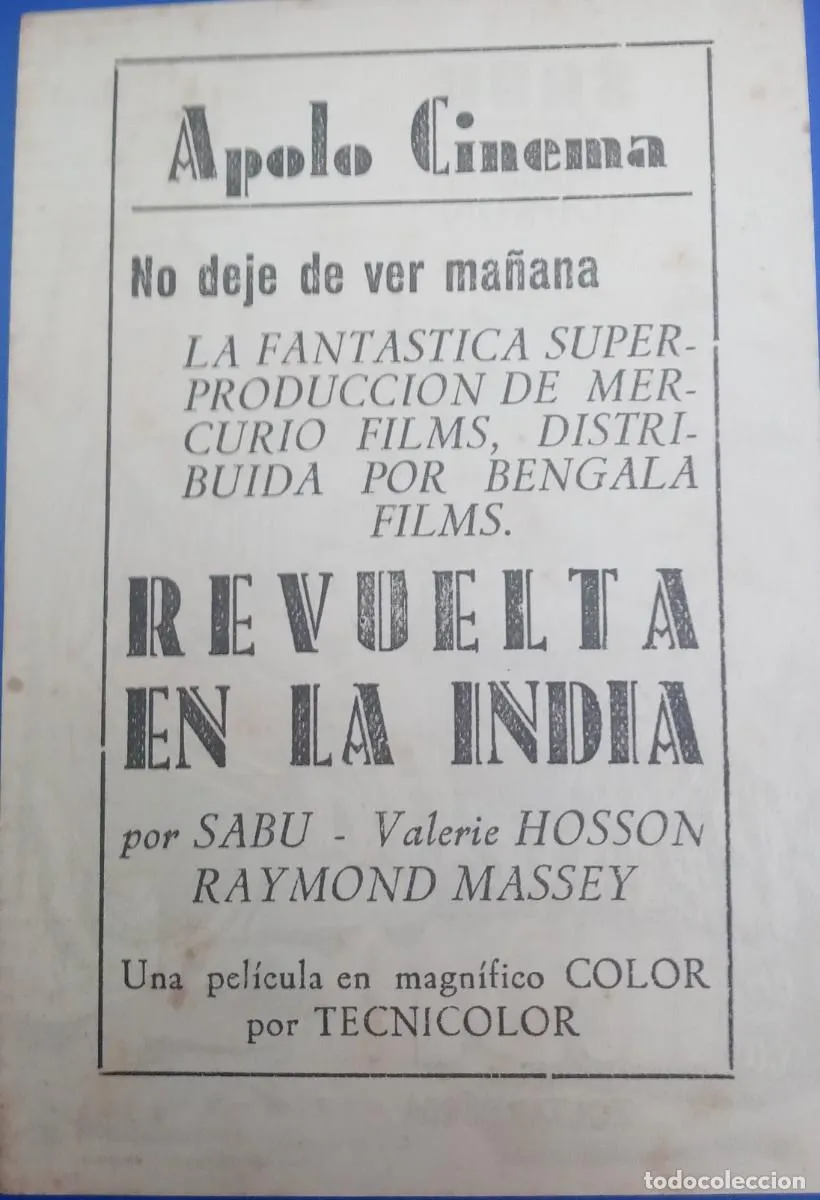 Apolo Cinema
No deje de ver mañana
LA FANTASTICA SUPER-
PRODUCCION DE MER-
CURIO FILMS, DISTRI-
BUIDA POR BENGALA
FILMS.
REVUELTA
EN LA INDIA
por SABU - Valerie HOSSON
RAYMOND MASSEY
Una película en magnífico COLOR
por TECNICOLOR
todocoleccion